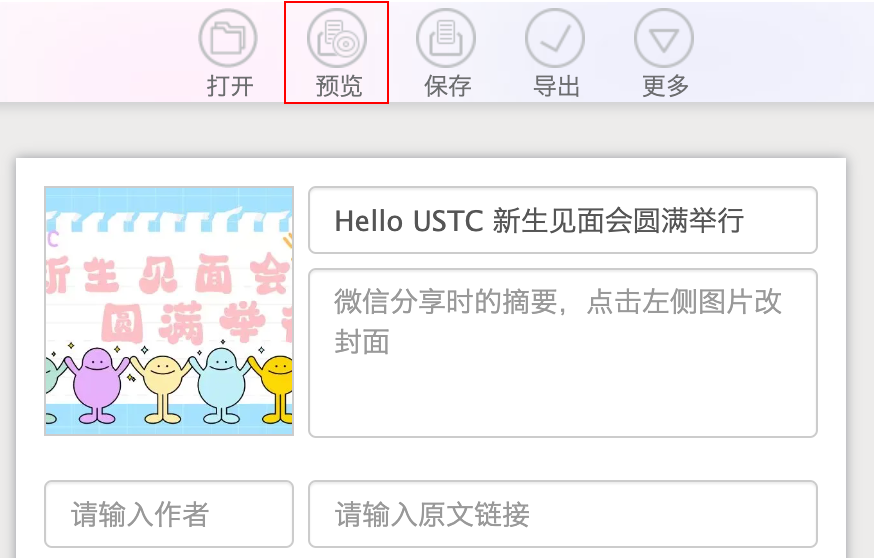 打开 预览 保存 导出 更多
C
新生见面会
圆满举行
Hello USTC 新生见面会圆满举行
微信分享时的摘要，点击左侧图片改
封面
请输入作者 请输入原文链接